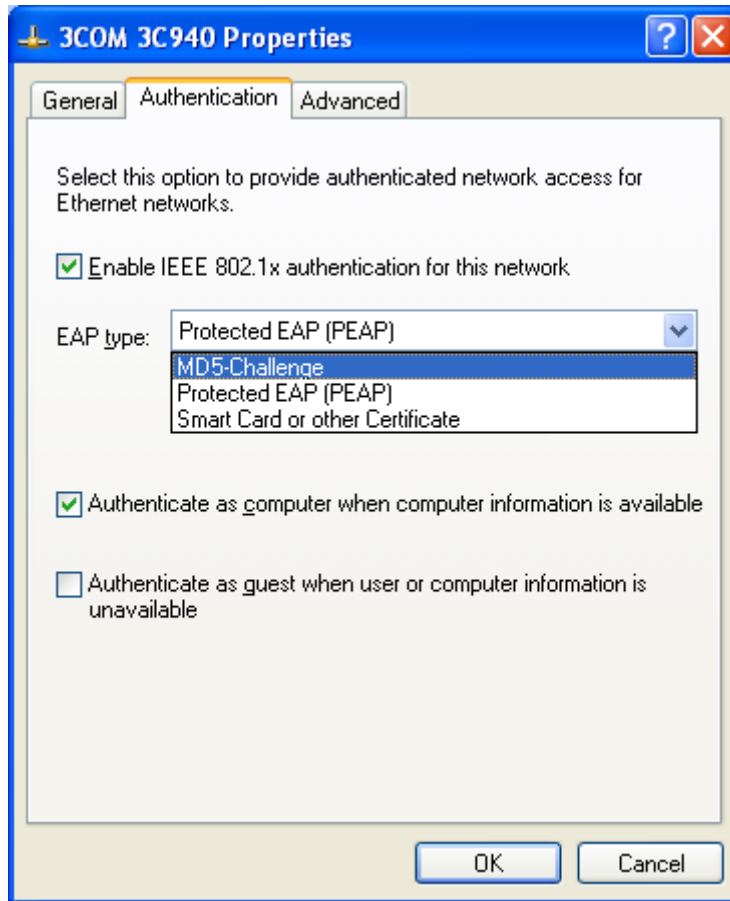 3COM 3C940 Properties
General Authentication Advanced
Select this option to provide authenticated network access for
Ethernet networks.
Enable IEEE 802.1x authentication for this network
EAP type: Protected EAP (PEAP)
MD5-Challenge
Protected EAP (PEAP)
Smart Card or other Certificate
Authenticate as computer when computer information is available
Authenticate as guest when user or computer information is
unavailable
OK Cancel